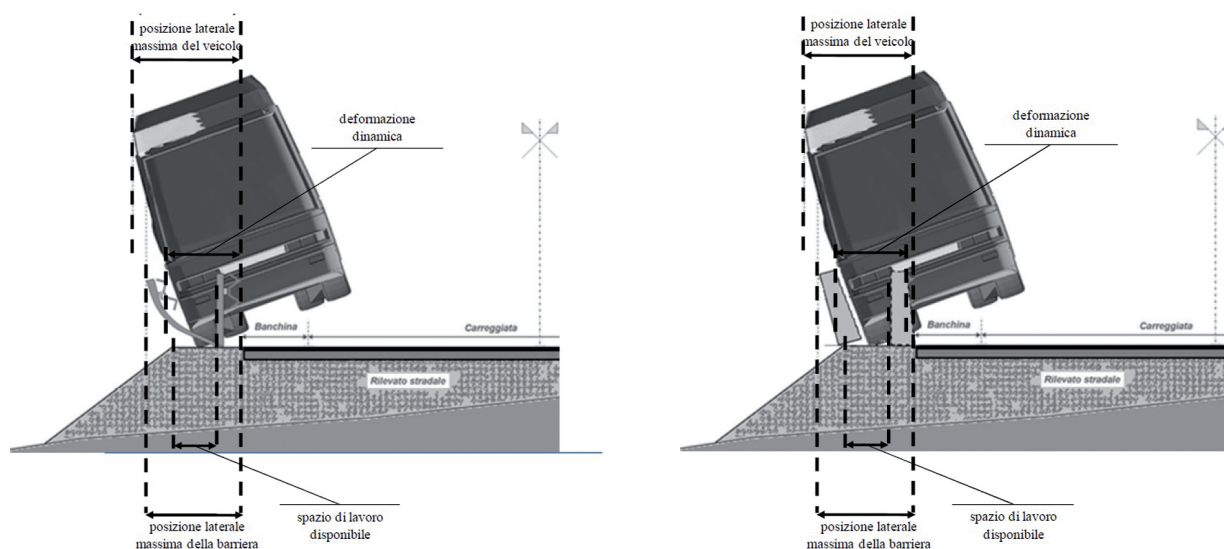 posizione laterale
massima del veicolo
deformazione
dinamica
Banchina
Carreggiata
Rilevato stradale
spazio di lavoro
disponibile
posizione laterale
massima della barriera
posizione laterale
massima del veicolo
deformazione
dinamica
Banchina
Carreggiata
Rilevato stradale
spazio di lavoro
disponibile
posizione laterale
massima della barriera